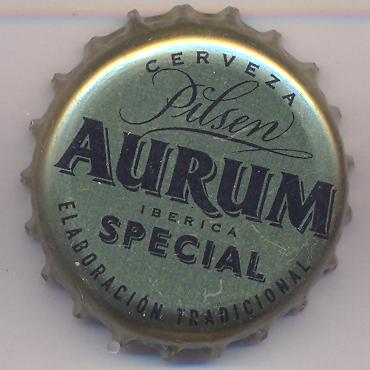 CERVEZA
Pilsen
AURUM
IBERICA
SPECIAL
ELABORACIÓN TRADICIONAL